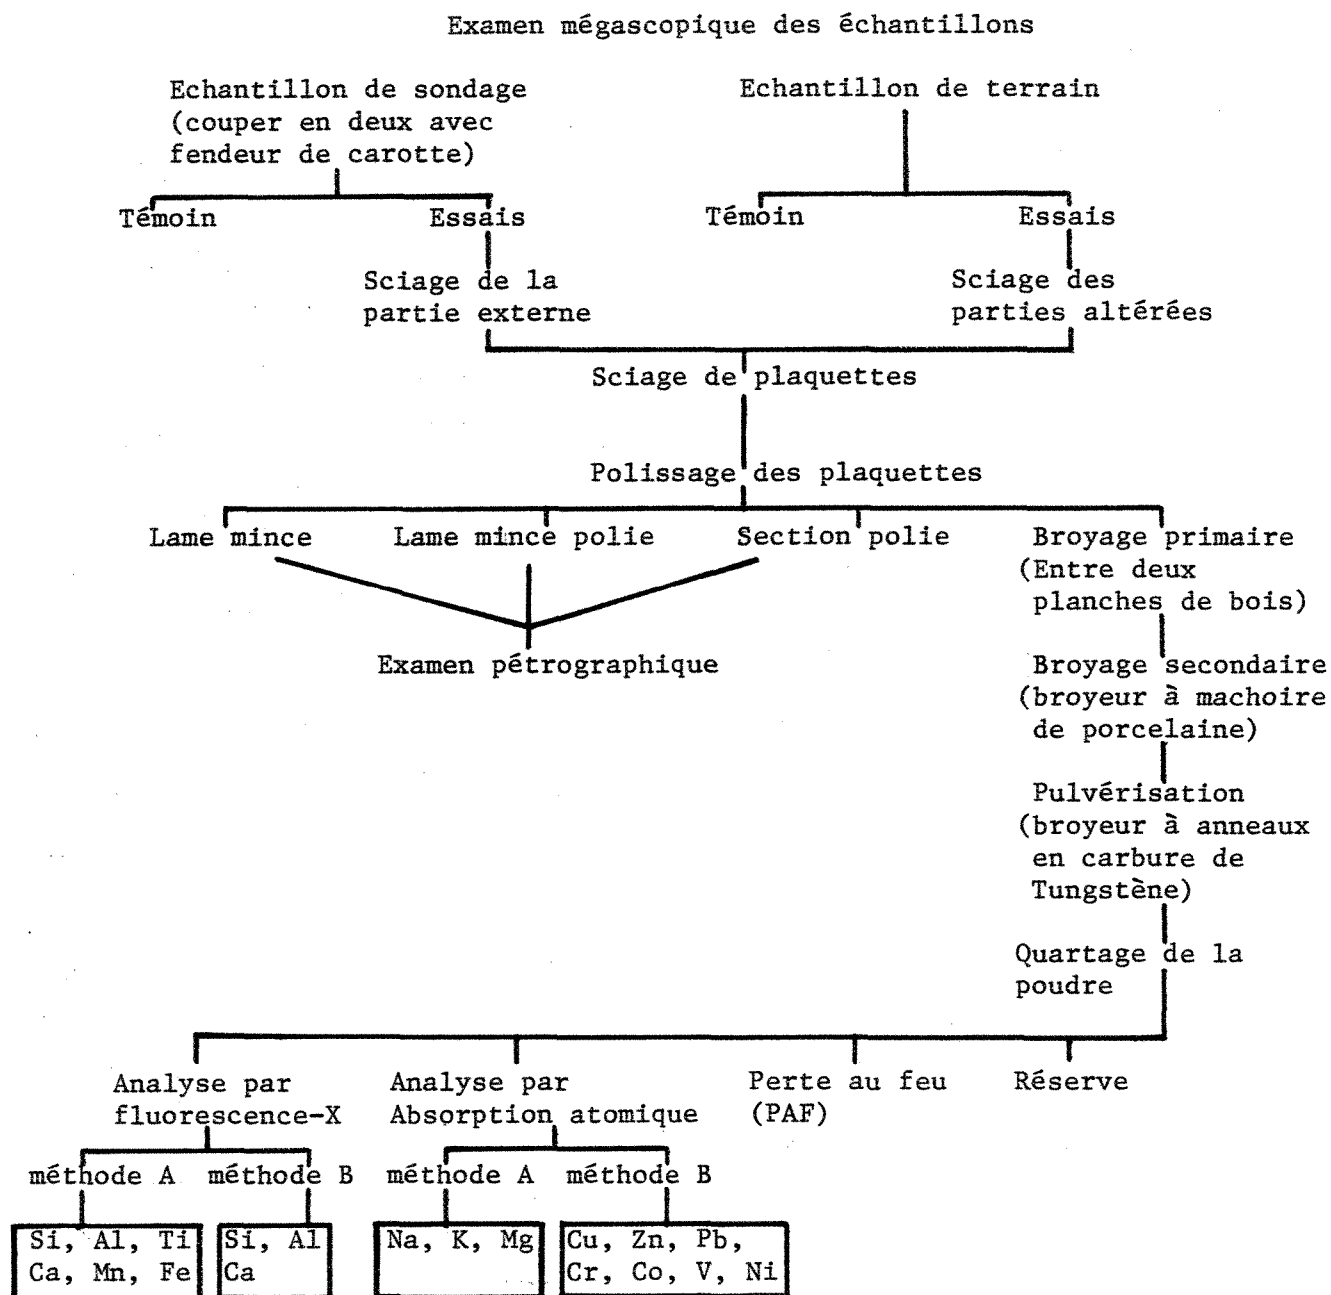 Examen mégascopique des échantillons
Echantillon de sondage
(couper en deux avec
fendeur de carotte)
Echantillon de terrain
Témoin
Essais
Témoin
Essais
Sciage de la
partie externe
Sciage des
parties altérées
Sciage de plaquettes
Polissage des plaquettes
Lame mince
Lame mince polie
Section polie
Broyage primaire
(Entre deux
planches de bois)
Examen pétrographique
Broyage secondaire
(broyeur à machoire
de porcelaine)
Pulvérisation
(broyeur à anneaux
en carbure de
Tungstène)
Quartage de la
poudre
Analyse par
fluorescence-X
Analyse par
Absorption atomique
Perte au feu
(PAF)
Réserve
méthode A
méthode B
méthode A
méthode B
Si, Al, Ti
Ca, Mn, Fe
Si, Al
Ca
Na, K, Mg
Cu, Zn, Pb,
Cr, Co, V, Ni